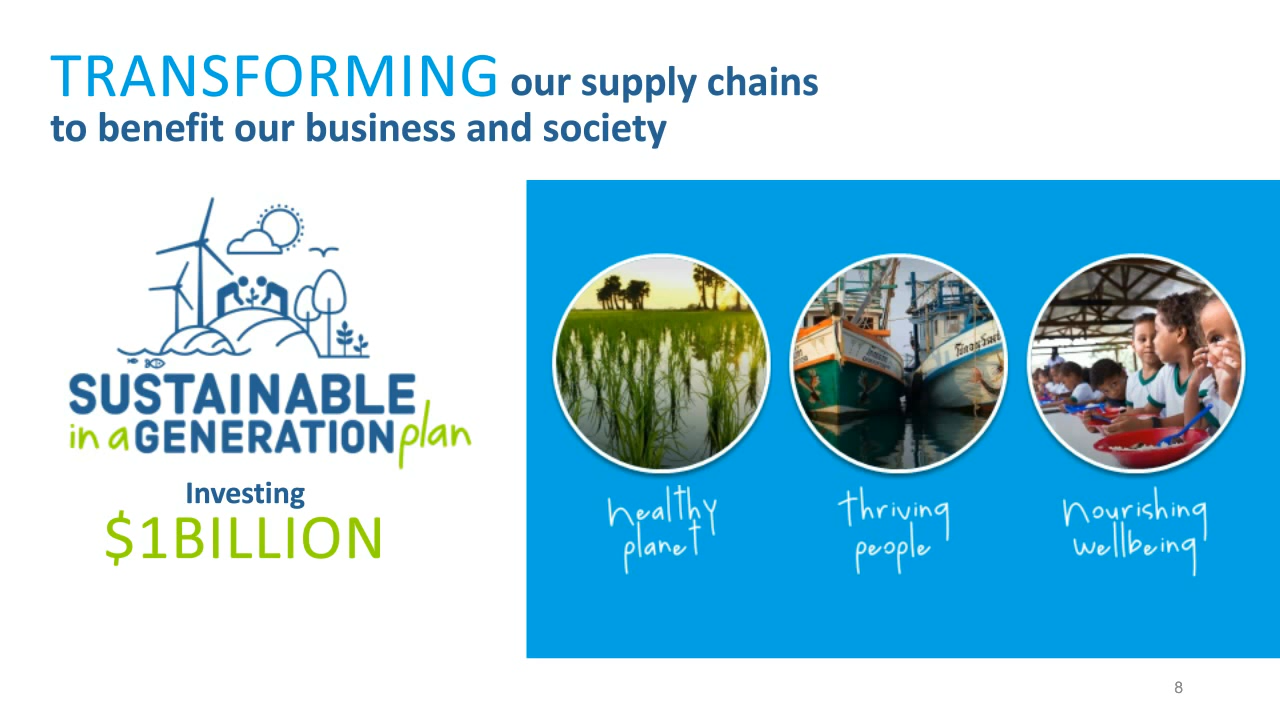 TRANSFORMING our supply chains
to benefit our business and society
SUSTAINABLE
in a GENERATION plan
Investing
$1BILLION
healthy
planet
thriving
people
nourishing
wellbeing
8